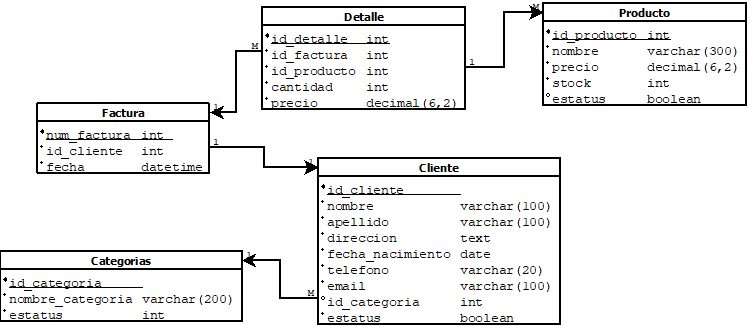 Detalle
id_detalle int
id_factura int
id_producto int
cantidad int
precio decimal(6,2)
Producto
id_producto int
nombre varchar(300)
precio decimal(6,2)
stock int
estatus boolean
M
1
M
1
Factura
num_factura int
id_cliente int
fecha datetime
1
1
Cliente
id_cliente
nombre varchar(100)
apellido varchar(100)
direccion text
fecha_nacimiento date
telefono varchar(20)
email varchar(100)
id_categoria int
estatus boolean
Categorias
id_categoria
nombre_categoria varchar(200)
estatus int
1
M